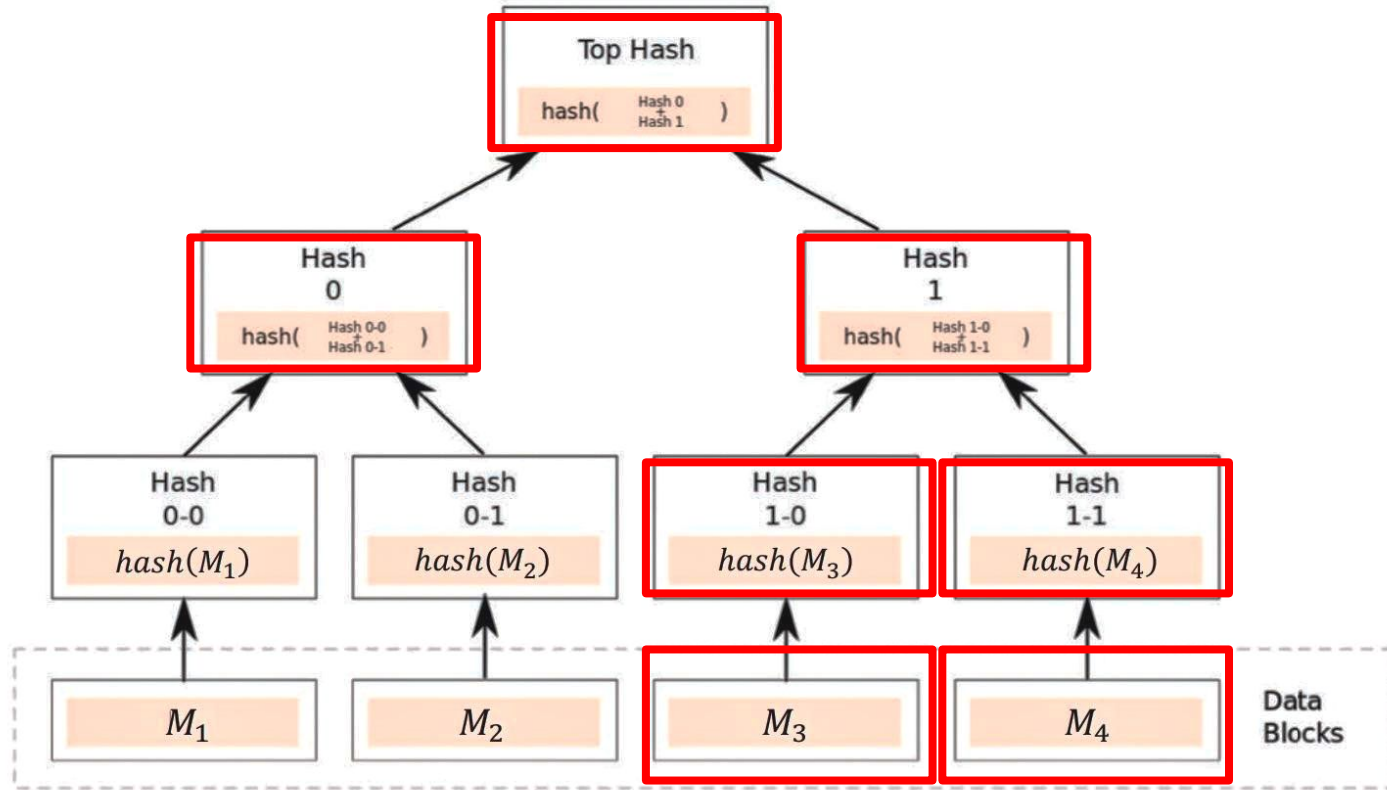 Top Hash
hash( Hash 0 + Hash 1 )
Hash
0
hash( Hash 0-0 + Hash 0-1 )
Hash
1
hash( Hash 1-0 + Hash 1-1 )
Hash
0-0
hash(M₁)
Hash
0-1
hash(M₂)
Hash
1-0
hash(M₃)
Hash
1-1
hash(M₄)
M₁
M₂
M₃
M₄
Data
Blocks